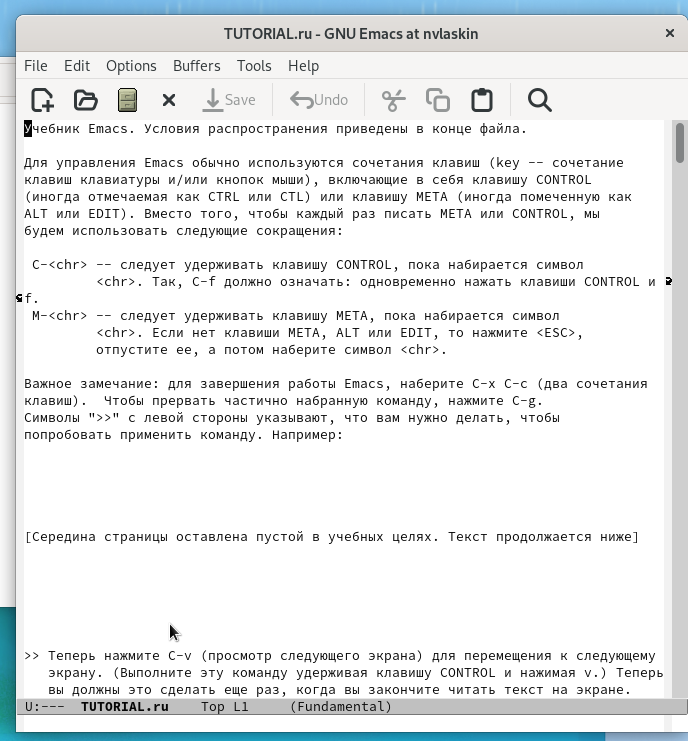 TUTORIAL.ru - GNU Emacs at nvlaskin
File Edit Options Buffers Tools Help
Save Undo
Учебник Emacs. Условия распространения приведены в конце файла.
Для управления Emacs обычно используются сочетания клавиш (key -- сочетание
клавиш клавиатуры и/или кнопок мыши), включающие в себя клавишу CONTROL
(иногда отмечаемая как CTRL или CTL) или клавишу META (иногда помеченную как
ALT или EDIT). Вместо того, чтобы каждый раз писать META или CONTROL, мы
будем использовать следующие сокращения:
C-<chr> -- следует удерживать клавишу CONTROL, пока набирается символ
<chr>. Так, C-f должно означать: одновременно нажать клавиши CONTROL и
f.
M-<chr> -- следует удерживать клавишу META, пока набирается символ
<chr>. Если нет клавиши META, ALT или EDIT, то нажмите <ESC>,
отпустите ее, а потом наберите символ <chr>.
Важное замечание: для завершения работы Emacs, наберите C-x C-c (два сочетания
клавиш).  Чтобы прервать частично набранную команду, нажмите C-g.
Символы ">>" с левой стороны указывают, что вам нужно делать, чтобы
попробовать применить команду. Например:
[Середина страницы оставлена пустой в учебных целях. Текст продолжается ниже]
>> Теперь нажмите C-v (просмотр следующего экрана) для перемещения к следующему
экрану. (Выполните эту команду удерживая клавишу CONTROL и нажимая v.) Теперь
вы должны это сделать еще раз, когда вы закончите читать текст на экране.
U:--- TUTORIAL.ru Top L1 (Fundamental)